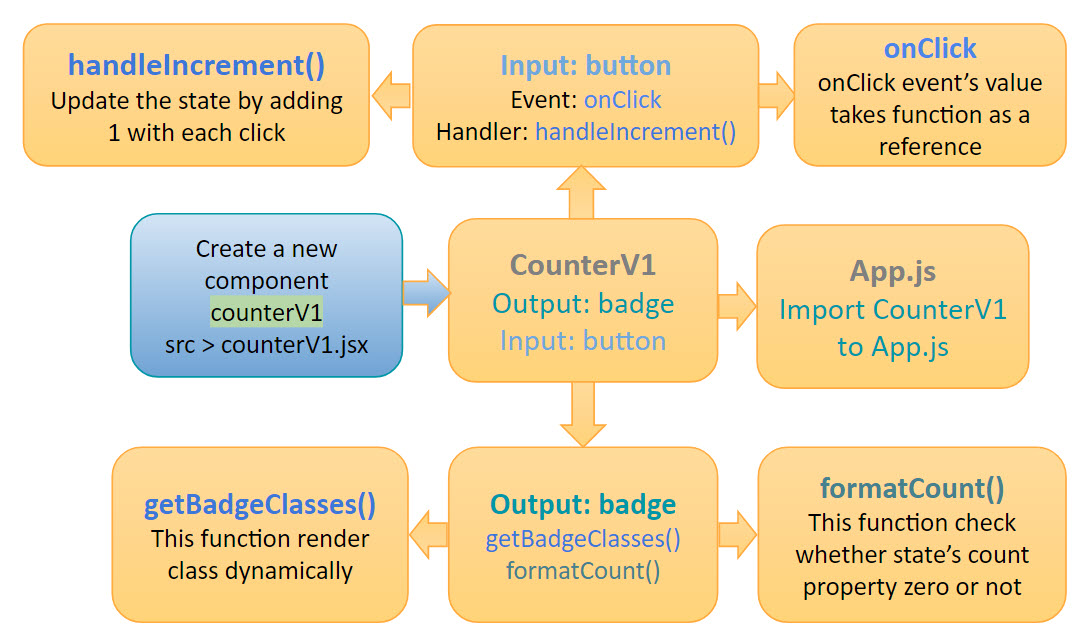 handleIncrement()
Update the state by adding
1 with each click
Input: button
Event: onClick
Handler: handleIncrement()
onClick
onClick event's value
takes function as a
reference
Create a new
component
counterV1
src > counterV1.jsx
CounterV1
Output: badge
Input: button
App.js
Import CounterV1
to App.js
getBadgeClasses()
This function render
class dynamically
Output: badge
getBadgeClasses()
formatCount()
formatCount()
This function check
whether state's count
property zero or not